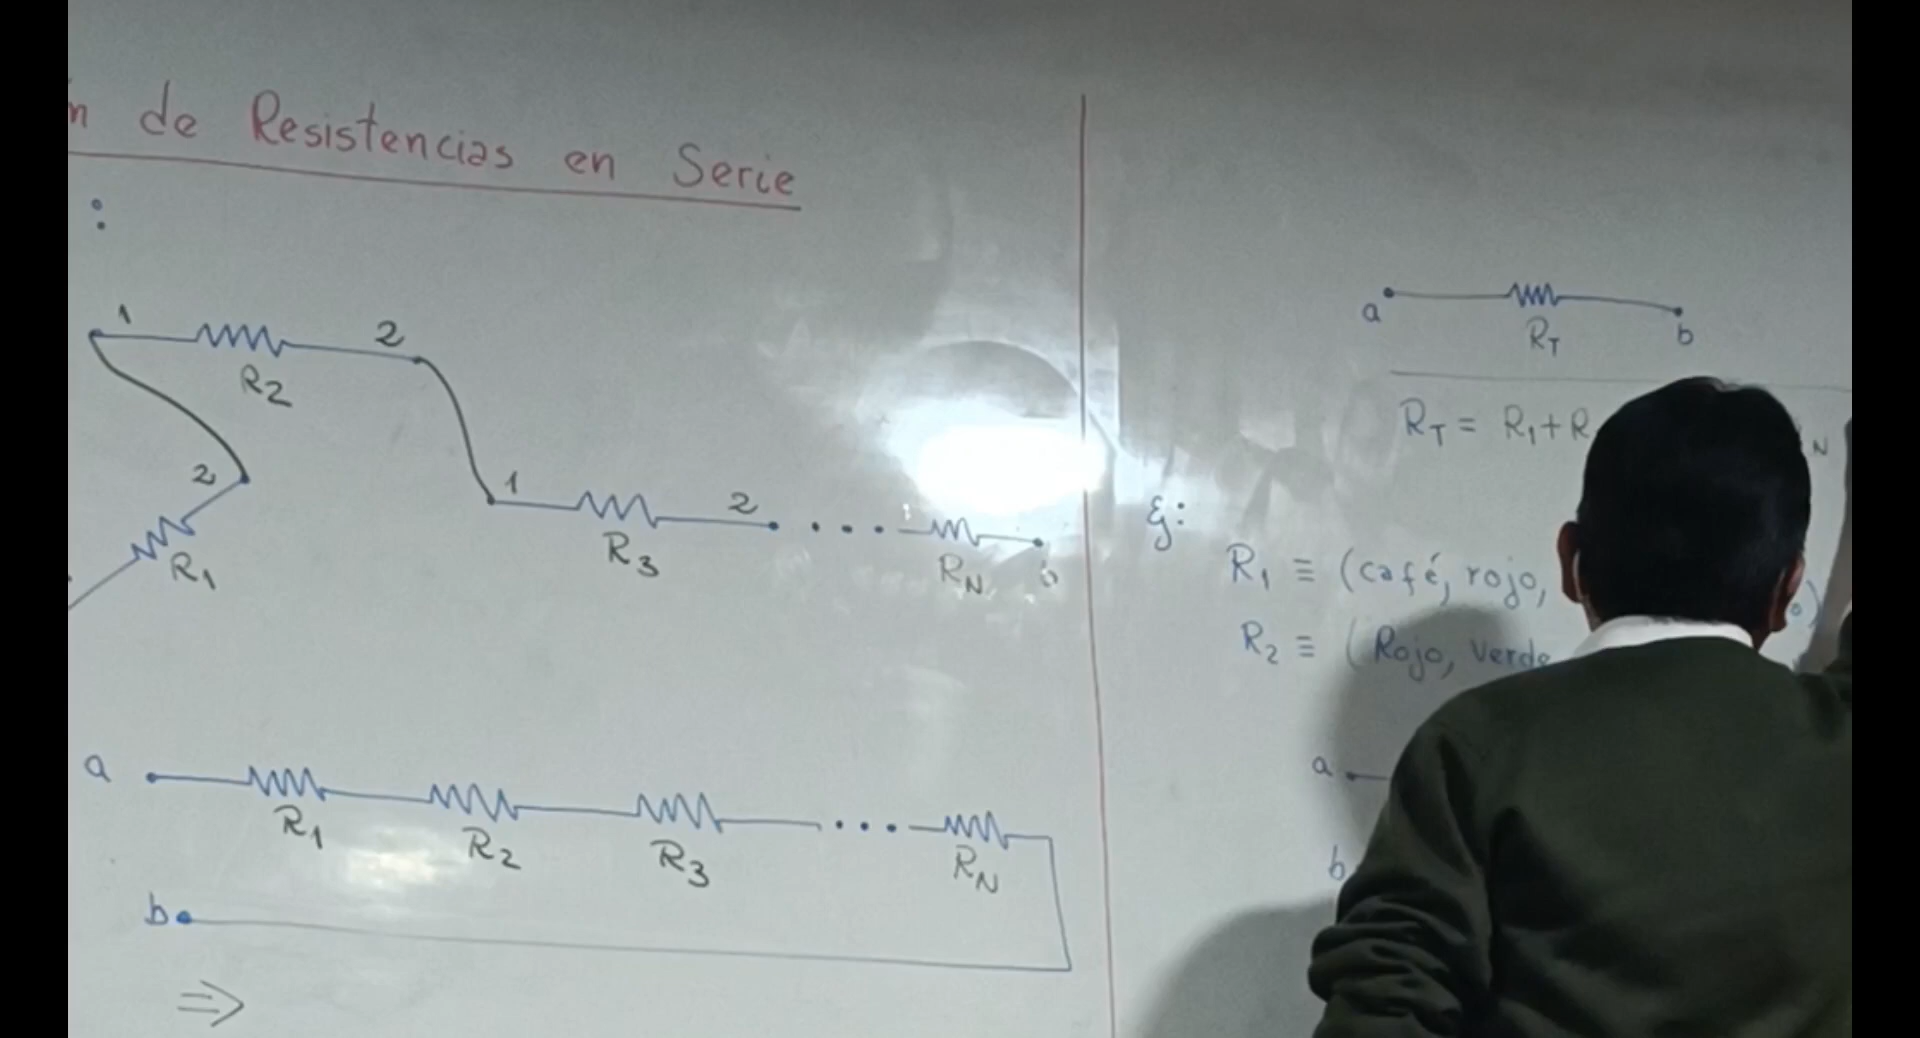 n de Resistencias en Serie
:
1 2
R2
2
R1
1 2
R3
RN
a
R1 R2 R3 RN
b
⇒
a b
RT
RT = R1 + R
N
Ej:
R1 ≡ (café, rojo,
R2 ≡ (Rojo, Verde
a
b